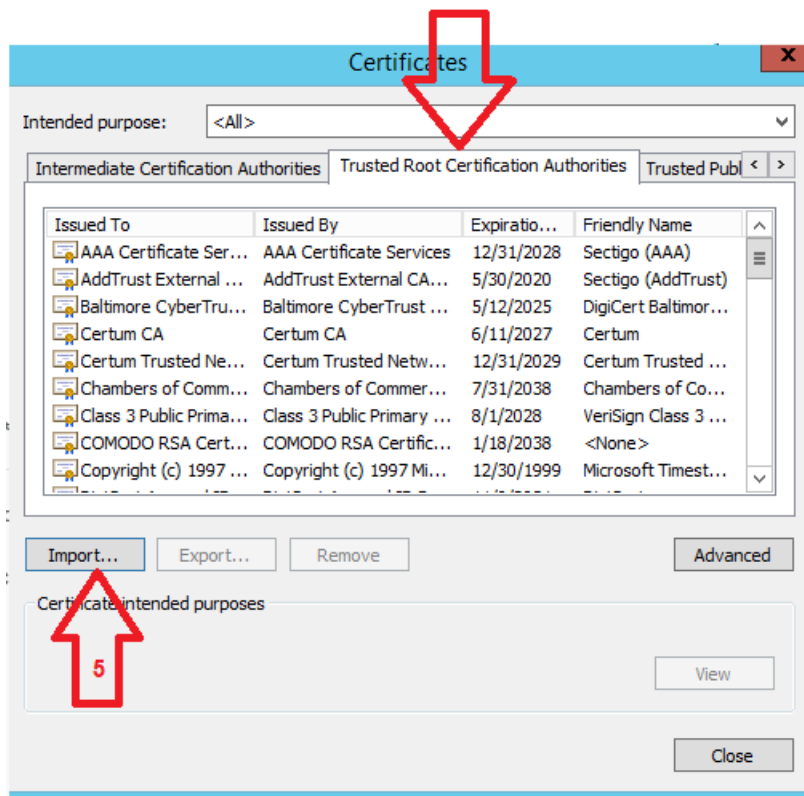 Certificates
X
Intended purpose: <All>
Intermediate Certification Authorities Trusted Root Certification Authorities Trusted Publ < >
Issued To Issued By Expiratio... Friendly Name
AAA Certificate Ser... AAA Certificate Services 12/31/2028 Sectigo (AAA)
AddTrust External ... AddTrust External CA... 5/30/2020 Sectigo (AddTrust)
Baltimore CyberTru... Baltimore CyberTrust ... 5/12/2025 DigiCert Baltimor...
Certum CA Certum CA 6/11/2027 Certum
Certum Trusted Ne... Certum Trusted Netw... 12/31/2029 Certum Trusted ...
Chambers of Comm... Chambers of Commer... 7/31/2038 Chambers of Co...
Class 3 Public Prima... Class 3 Public Primary ... 8/1/2028 VeriSign Class 3 ...
COMODO RSA Cert... COMODO RSA Certific... 1/18/2038 <None>
Copyright (c) 1997 ... Copyright (c) 1997 Mi... 12/30/1999 Microsoft Timest...
Import... Export... Remove Advanced
Certificate intended purposes
5
View
Close